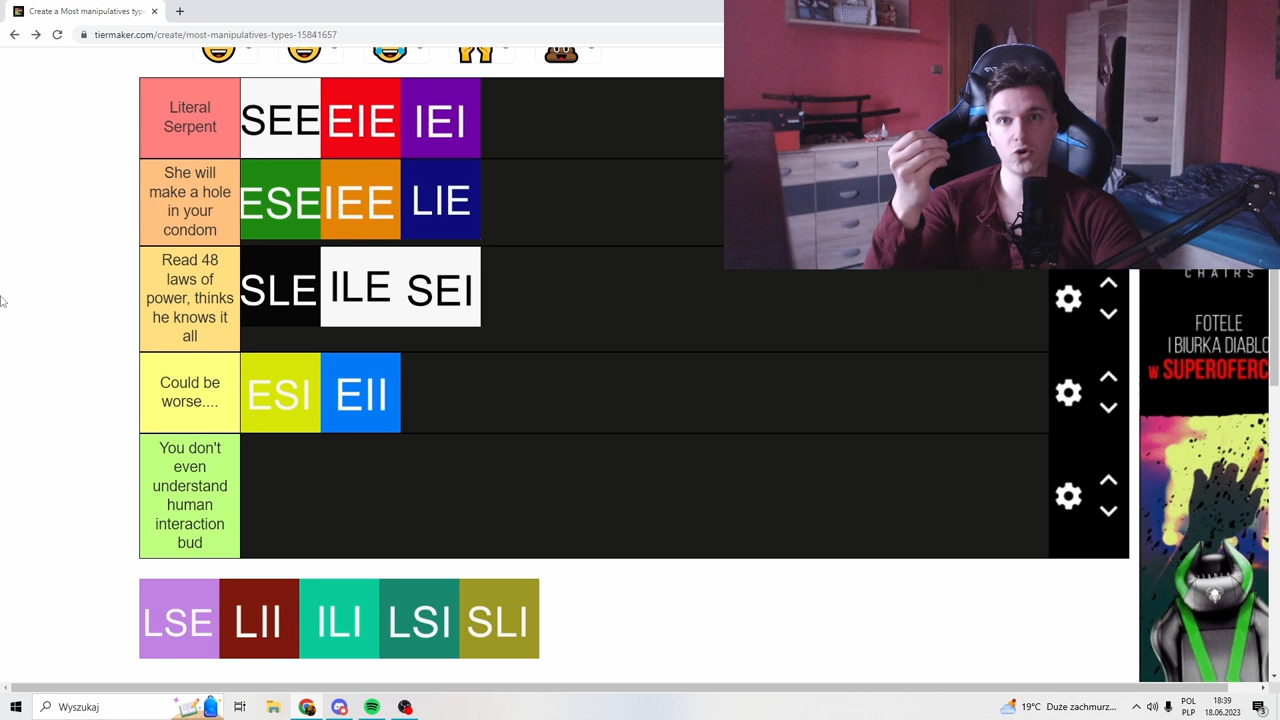 Create a Most manipulatives typ
tiermaker.com/create/most-manipulatives-types-15841657
Literal
Serpent
SEE
EIE
IEI
She will
make a hole
in your
condom
ESE
IEE
LIE
Read 48
laws of
power, thinks
he knows it
all
SLE
ILE
SEI
Could be
worse....
ESI
EII
You don't
even
understand
human
interaction
bud
LSE
LII
ILI
LSI
SLI
CHAIRS
FOTELE
I BIURKA DIABLO
W SUPEROFERC
Wyszukaj
19°C Duże zachmurz...
POL
PLP
18:39
18.06.2023
3